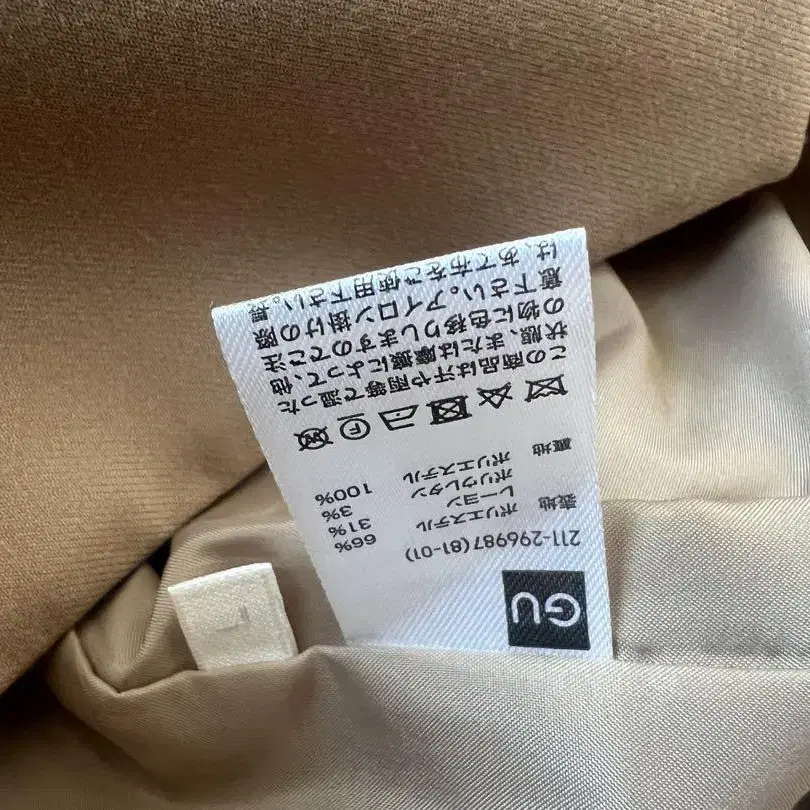 GU
211-296987(81-01)
表地 ポリエステル 66%
レーヨン 31%
ポリウレタン 3%
裏地 ポリエステル 100%
この商品は汗や雨等で湿った
状態、または摩擦によって、他
の物に色移りしますのでご注
意下さい。アイロン掛けの際
は、あて布をご使用下さい。
L